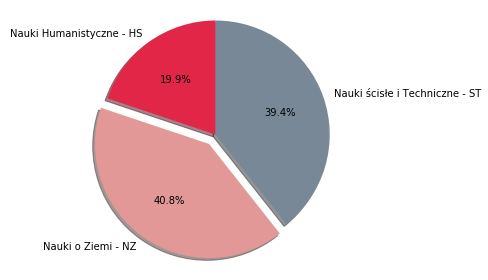 Nauki Humanistyczne - HS
19.9%
Nauki ścisłe i Techniczne - ST
39.4%
40.8%
Nauki o Ziemi - NZ